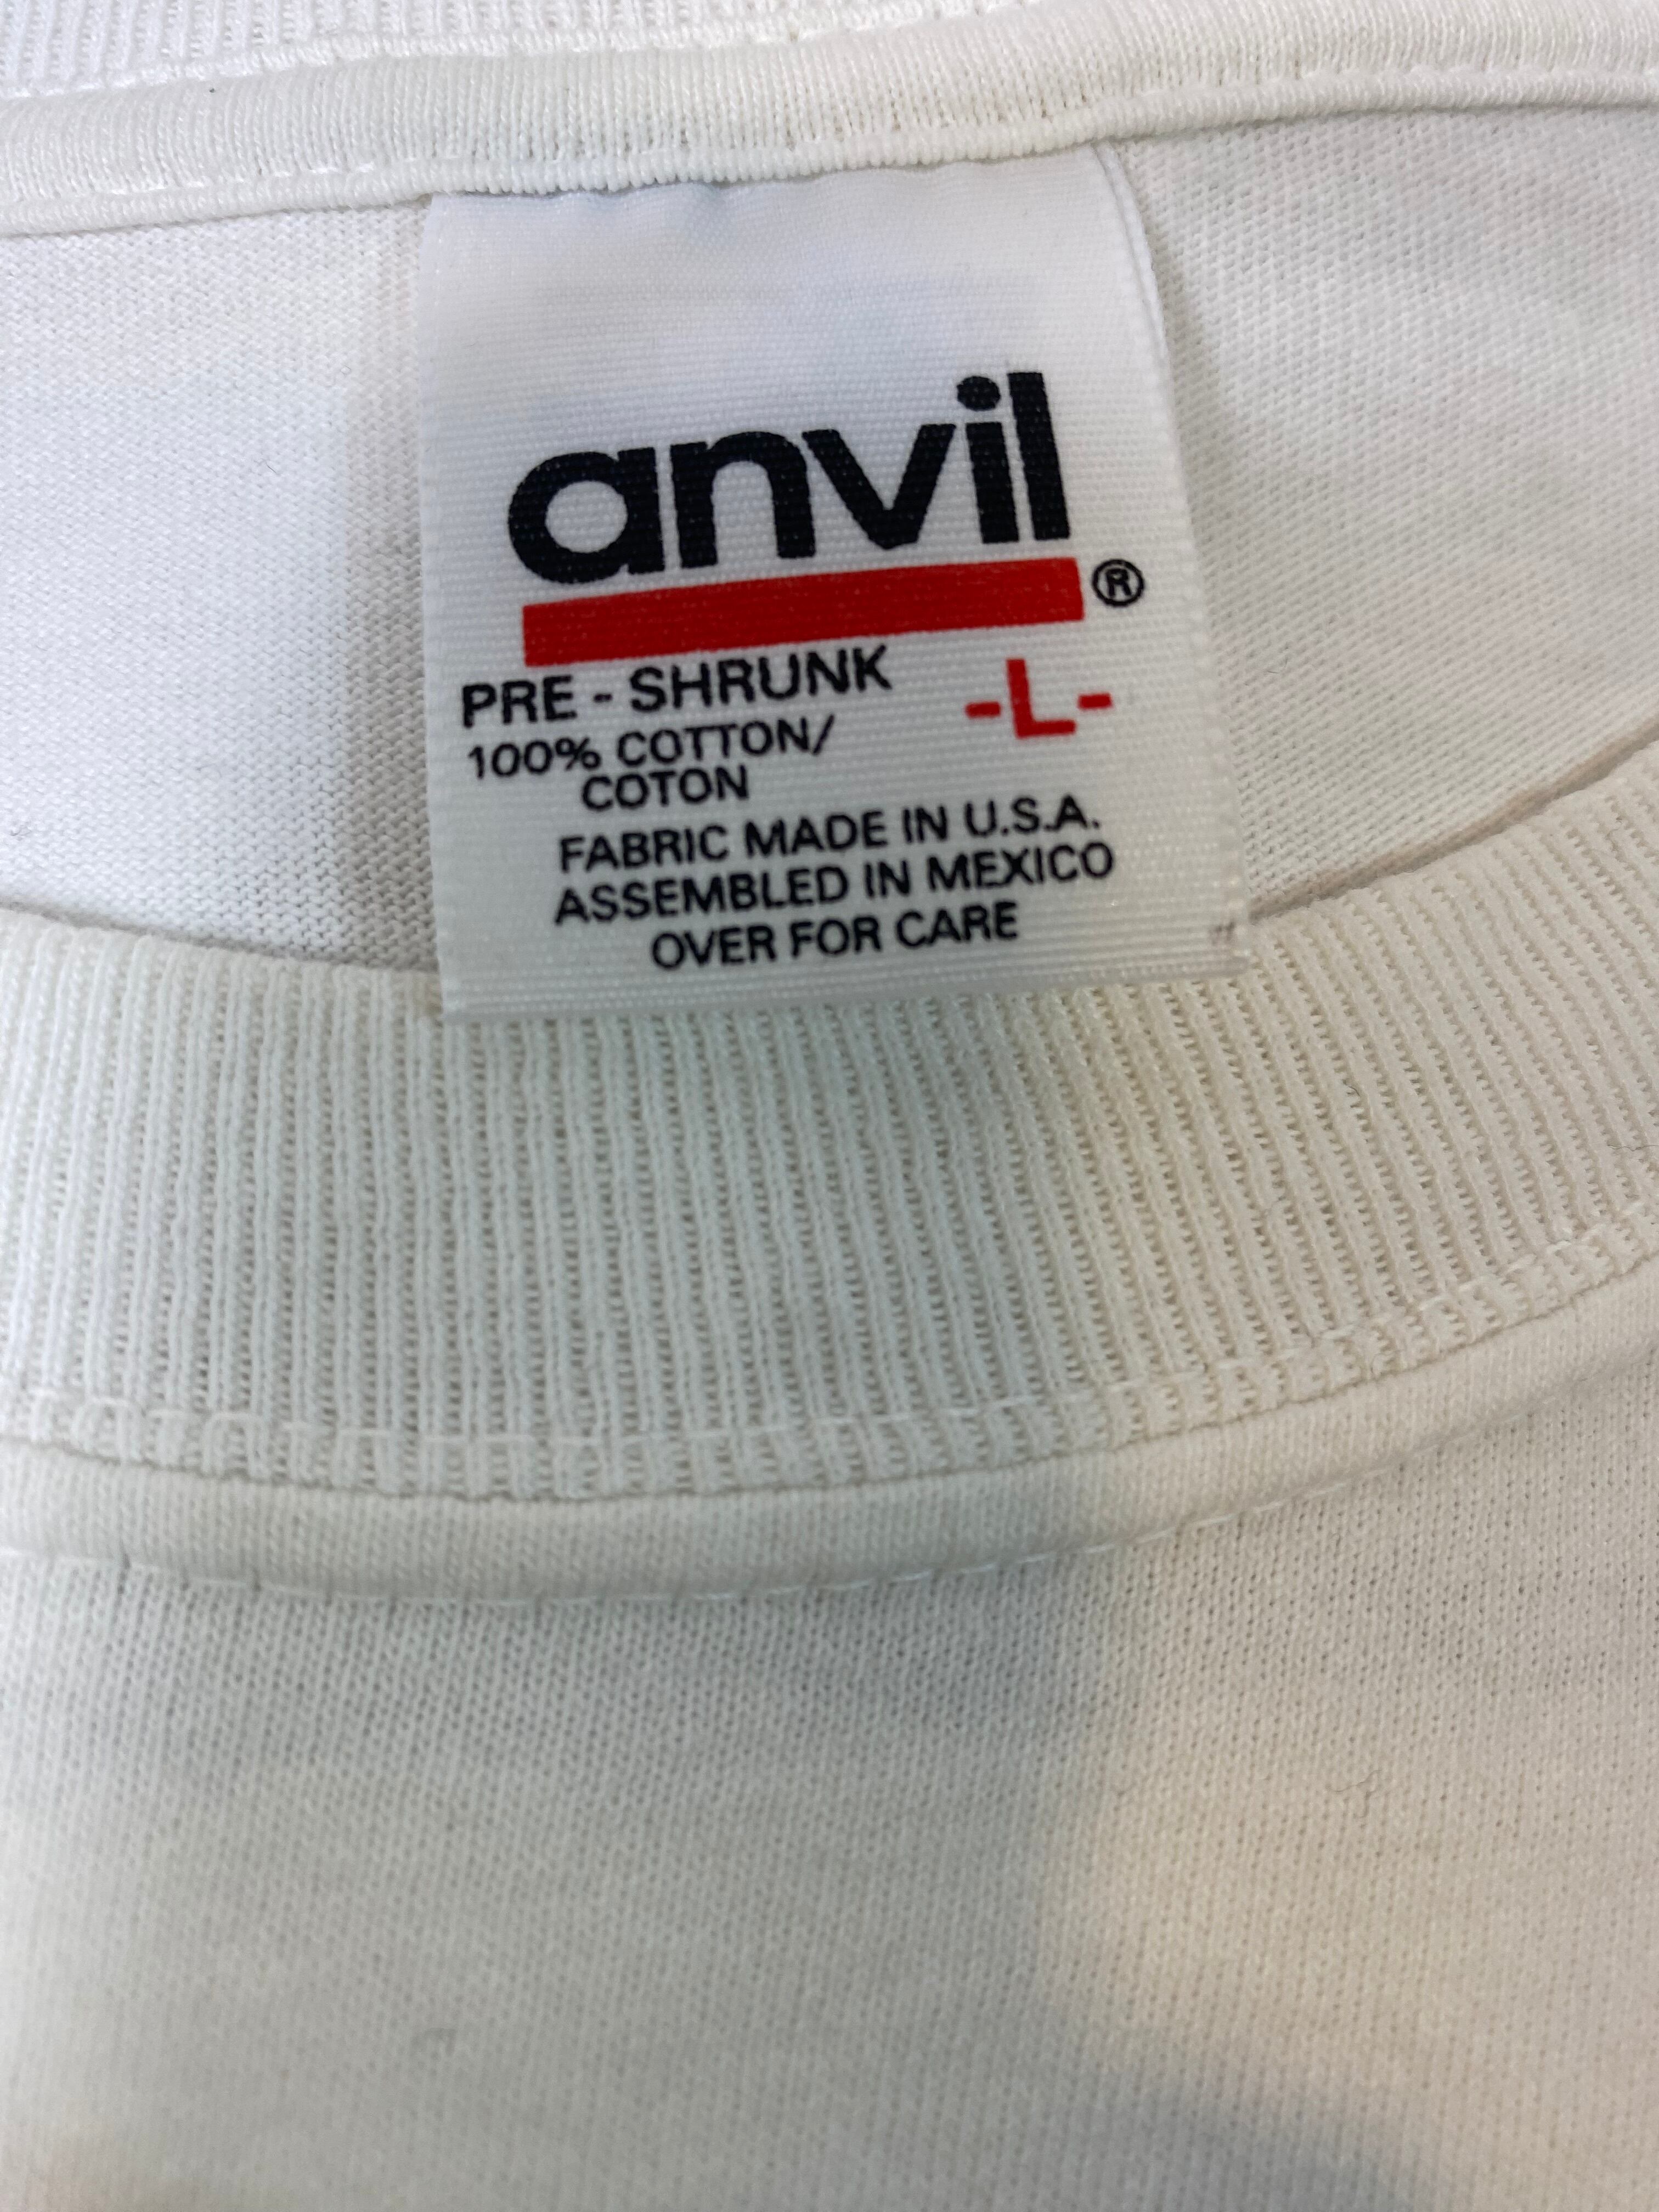 anvil®
PRE - SHRUNK -L-
100% COTTON/
COTON
FABRIC MADE IN U.S.A.
ASSEMBLED IN MEXICO
OVER FOR CARE